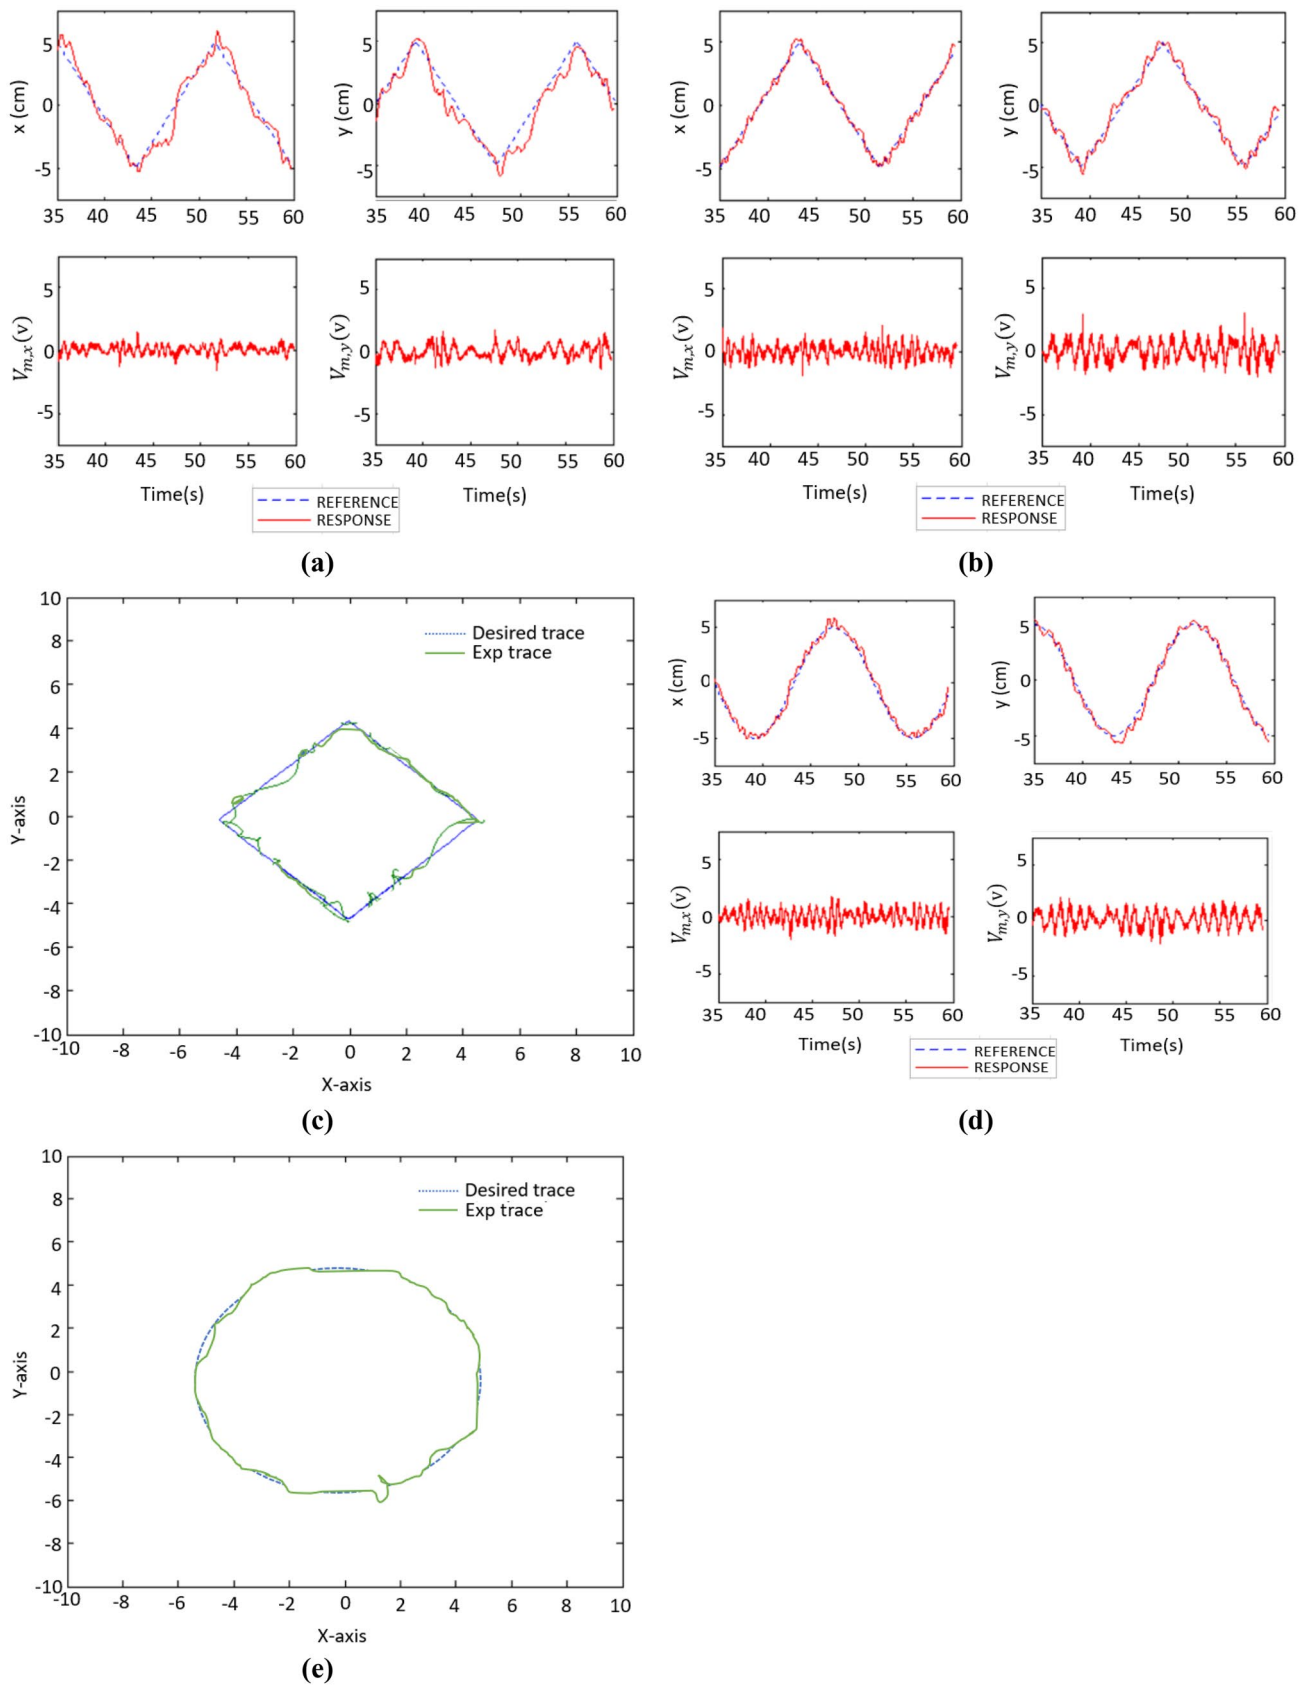 5
0
-5
x (cm)
35 40 45 50 55 60
5
0
-5
y (cm)
35 40 45 50 55 60
5
0
-5
V_{m,x}(v)
35 40 45 50 55 60
Time(s)
5
0
-5
V_{m,y}(v)
35 40 45 50 55 60
Time(s)
REFERENCE
RESPONSE
(a)
5
0
-5
x (cm)
35 40 45 50 55 60
5
0
-5
y (cm)
35 40 45 50 55 60
5
0
-5
V_{m,x}(v)
35 40 45 50 55 60
Time(s)
5
0
-5
V_{m,y}(v)
35 40 45 50 55 60
Time(s)
REFERENCE
RESPONSE
(b)
10
8
6
4
2
0
-2
-4
-6
-8
-10
Y-axis
Desired trace
Exp trace
-10 -8 -6 -4 -2 0 2 4 6 8 10
X-axis
(c)
5
0
-5
x (cm)
35 40 45 50 55 60
5
0
-5
y (cm)
35 40 45 50 55 60
5
0
-5
V_{m,x}(v)
35 40 45 50 55 60
Time(s)
5
0
-5
V_{m,y}(v)
35 40 45 50 55 60
Time(s)
REFERENCE
RESPONSE
(d)
10
8
6
4
2
0
-2
-4
-6
-8
-10
Y-axis
Desired trace
Exp trace
-10 -8 -6 -4 -2 0 2 4 6 8 10
X-axis
(e)